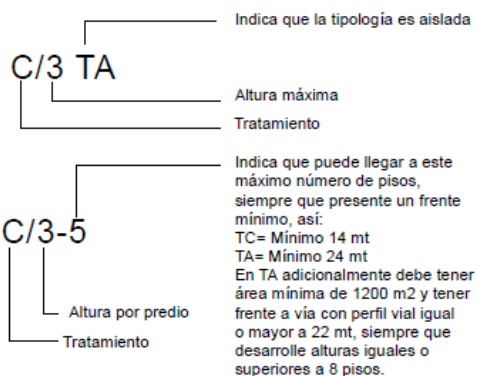 Indica que la tipología es aislada
C/3 TA
Altura máxima
Tratamiento
Indica que puede llegar a este
máximo número de pisos,
siempre que presente un frente
mínimo, así:
TC= Mínimo 14 mt
TA= Mínimo 24 mt
En TA adicionalmente debe tener
área mínima de 1200 m2 y tener
frente a vía con perfil vial igual
o mayor a 22 mt, siempre que
desarrolle alturas iguales o
superiores a 8 pisos.
C/3-5
Altura por predio
Tratamiento